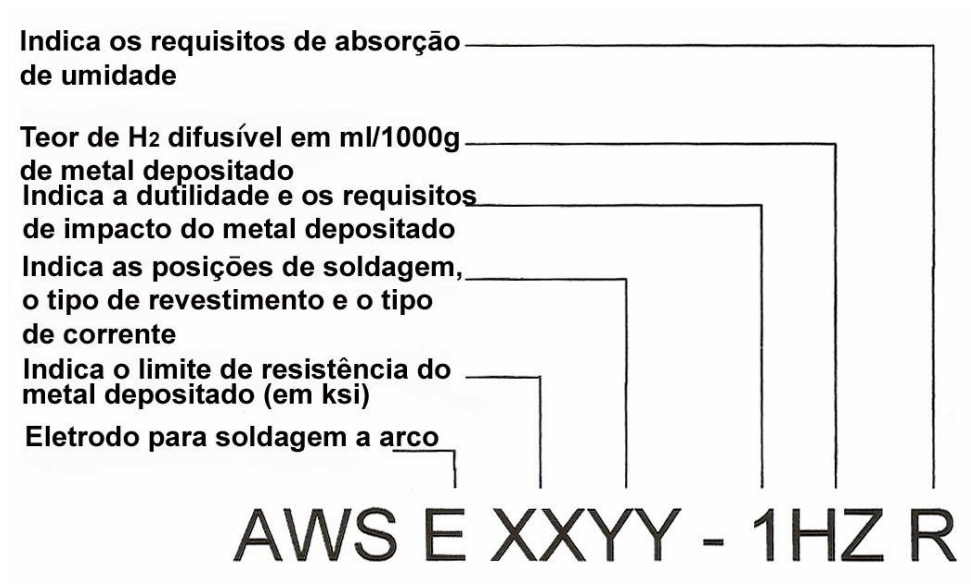 Indica os requisitos de absorção
de umidade
Teor de H2 difusível em ml/1000g
de metal depositado
Indica a dutilidade e os requisitos
de impacto do metal depositado
Indica as posições de soldagem,
o tipo de revestimento e o tipo
de corrente
Indica o limite de resistência do
metal depositado (em ksi)
Eletrodo para soldagem a arco
AWS E XXYY - 1HZ R